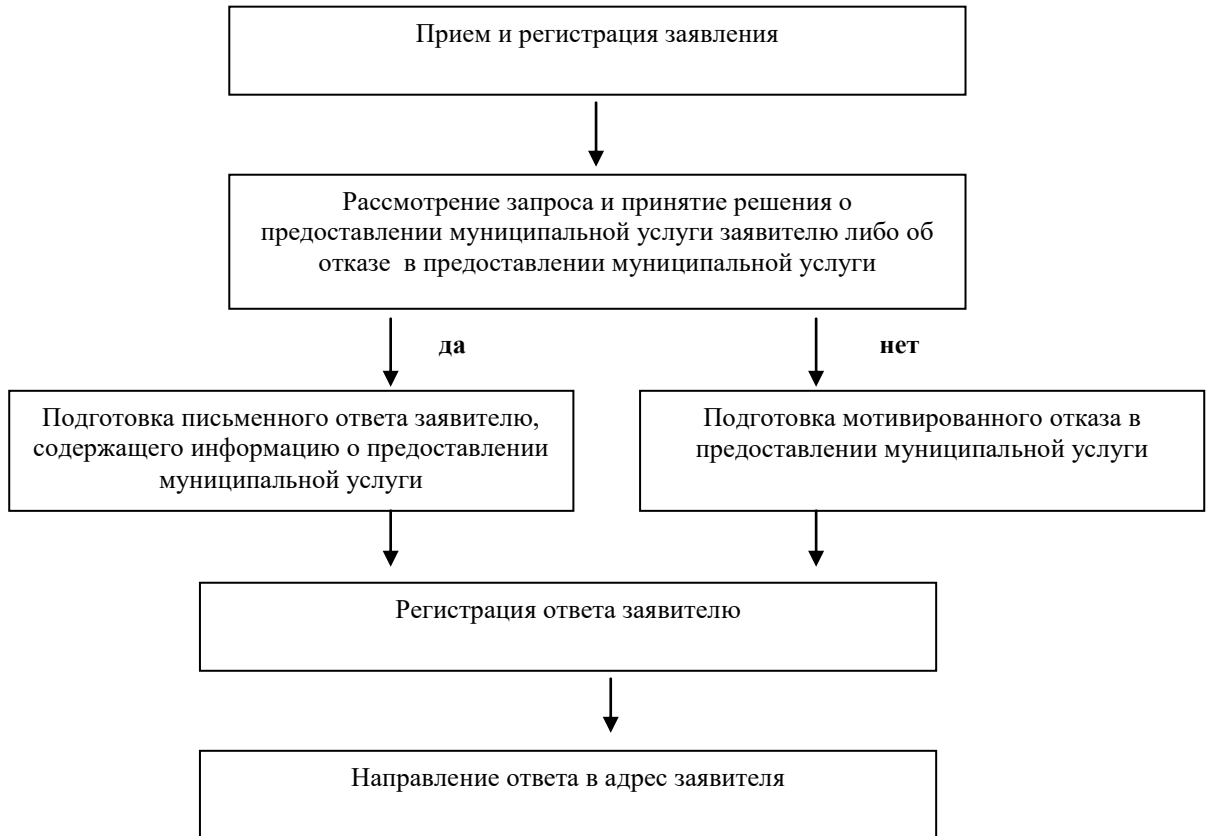 Прием и регистрация заявления
Рассмотрение запроса и принятие решения о
предоставлении муниципальной услуги заявителю либо об
отказе в предоставлении муниципальной услуги
да
нет
Подготовка письменного ответа заявителю,
содержащего информацию о предоставлении
муниципальной услуги
Подготовка мотивированного отказа в
предоставлении муниципальной услуги
Регистрация ответа заявителю
Направление ответа в адрес заявителя